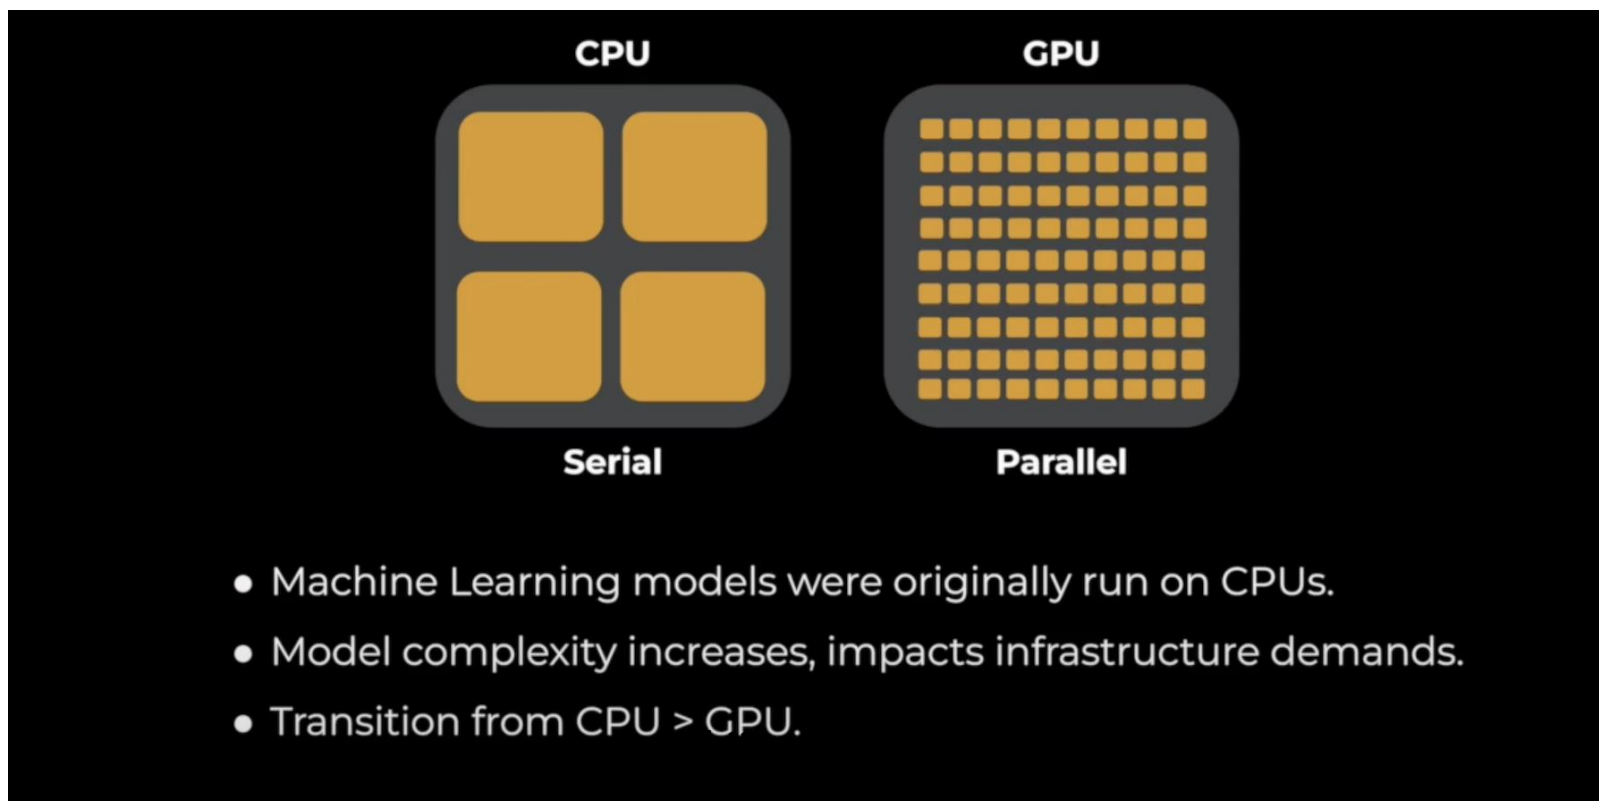 CPU
GPU
Serial
Parallel
● Machine Learning models were originally run on CPUs.
● Model complexity increases, impacts infrastructure demands.
● Transition from CPU > GPU.